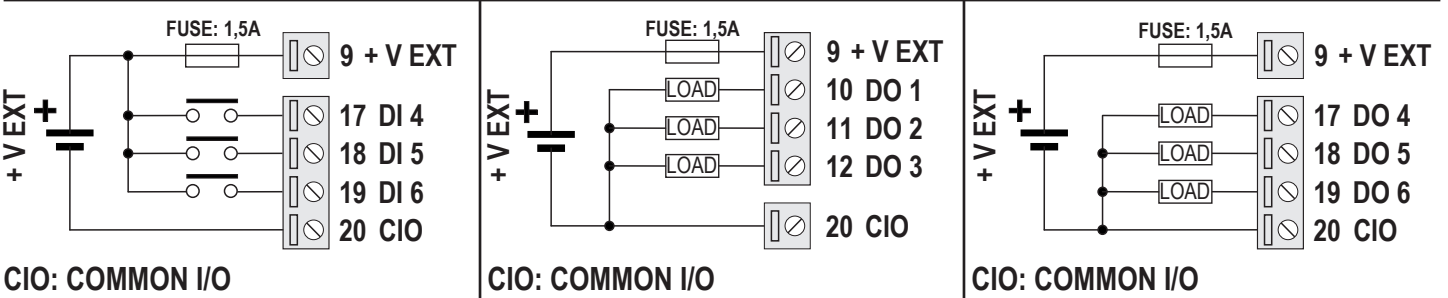 FUSE: 1,5A
9 + V EXT
+
+ V EXT
17 DI 4
18 DI 5
19 DI 6
20 CIO
CIO: COMMON I/O
FUSE: 1,5A
9 + V EXT
LOAD
10 DO 1
+
+ V EXT
LOAD
11 DO 2
LOAD
12 DO 3
20 CIO
CIO: COMMON I/O
FUSE: 1,5A
9 + V EXT
+
+ V EXT
LOAD
17 DO 4
LOAD
18 DO 5
LOAD
19 DO 6
20 CIO
CIO: COMMON I/O